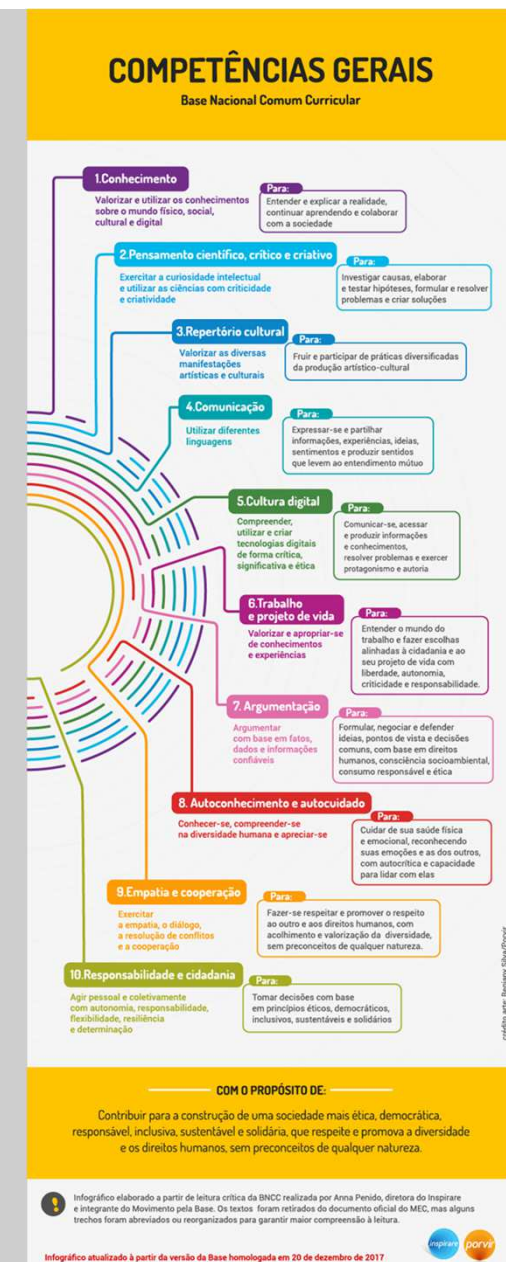 COMPETÊNCIAS GERAIS
Base Nacional Comum Curricular
1.Conhecimento
Valorizar e utilizar os conhecimentos
sobre o mundo físico, social,
cultural e digital
Para:
Entender e explicar a realidade,
continuar aprendendo e colaborar
com a sociedade
2.Pensamento científico, crítico e criativo
Exercitar a curiosidade intelectual
e utilizar as ciências com criticidade
e criatividade
Para:
Investigar causas, elaborar
e testar hipóteses, formular e resolver
problemas e criar soluções
3.Repertório cultural
Valorizar as diversas
manifestações
artísticas e culturais
Para:
Fruir e participar de práticas diversificadas
da produção artístico-cultural
4.Comunicação
Utilizar diferentes
linguagens
Para:
Expressar-se e partilhar
informações, experiências, ideias,
sentimentos e produzir sentidos
que levem ao entendimento mútuo
5.Cultura digital
Compreender,
utilizar e criar
tecnologias digitais
de forma crítica,
significativa e ética
Para:
Comunicar-se, acessar
e produzir informações
e conhecimentos,
resolver problemas e exercer
protagonismo e autoria
6.Trabalho
e projeto de vida
Valorizar e apropriar-se
de conhecimentos
e experiências
Para:
Entender o mundo do
trabalho e fazer escolhas
alinhadas à cidadania e ao
seu projeto de vida com
liberdade, autonomia,
criticidade e responsabilidade.
7. Argumentação
Argumentar
com base em fatos,
dados e informações
confiáveis
Para:
Formular, negociar e defender
ideias, pontos de vista e decisões
comuns, com base em direitos
humanos, consciência socioambiental,
consumo responsável e ética
8. Autoconhecimento e autocuidado
Conhecer-se, compreender-se
na diversidade humana e apreciar-se
Para:
Cuidar de sua saúde física
e emocional, reconhecendo
suas emoções e as dos outros,
com autocrítica e capacidade
para lidar com elas
9.Empatia e cooperação
Exercitar
a empatia, o diálogo,
a resolução de conflitos
e a cooperação
Para:
Fazer-se respeitar e promover o respeito
ao outro e aos direitos humanos, com
acolhimento e valorização da diversidade,
sem preconceitos de qualquer natureza.
10.Responsabilidade e cidadania
Agir pessoal e coletivamente
com autonomia, responsabilidade,
flexibilidade, resiliência
e determinação
Para:
Tomar decisões com base
em princípios éticos, democráticos,
inclusivos, sustentáveis e solidários
crédito arte: Silva/Porvir
COM O PROPÓSITO DE:
Contribuir para a construção de uma sociedade mais ética, democrática,
responsável, inclusiva, sustentável e solidária, que respeite e promova a diversidade
e os direitos humanos, sem preconceitos de qualquer natureza.
Infográfico elaborado a partir de leitura crítica da BNCC realizada por Anna Penido, diretora do Inspirare
e integrante do Movimento pela Base. Os textos foram retirados do documento oficial do MEC, mas alguns
trechos foram abreviados ou reorganizados para garantir maior compreensão à leitura.
inspirare
porvir
Infográfico atualizado à partir da versão da Base homologada em 20 de dezembro de 2017